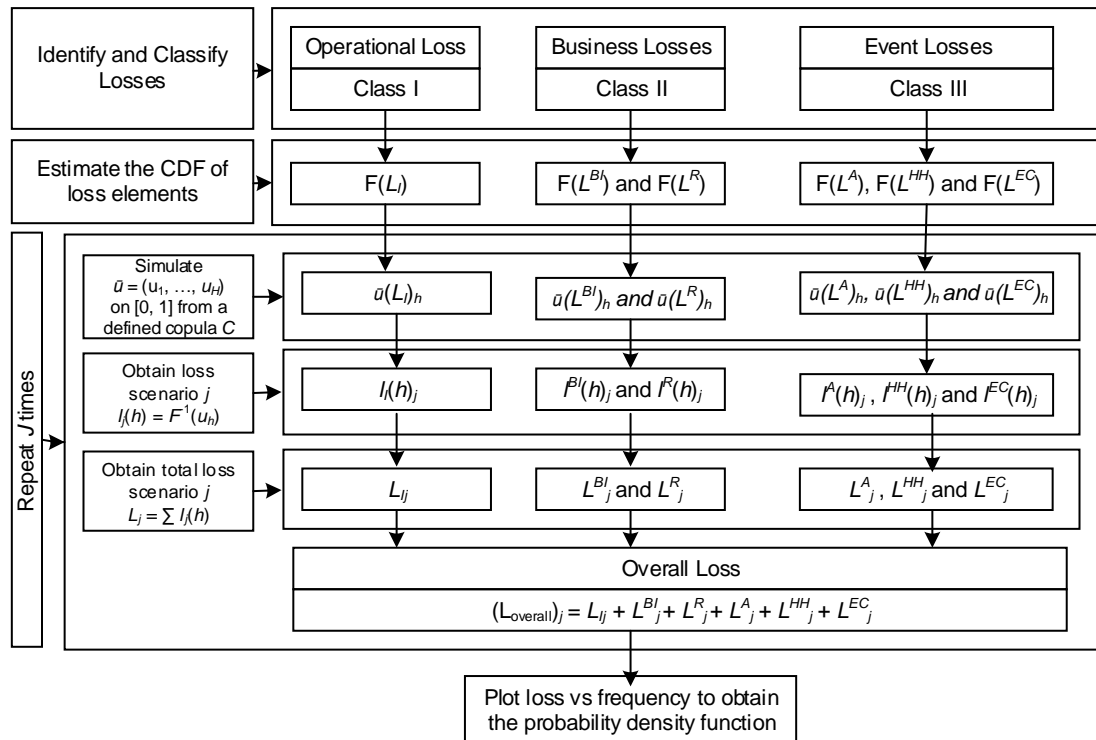 Identify and Classify
Losses
Operational Loss
Class I
Business Losses
Class II
Event Losses
Class III
Estimate the CDF of
loss elements
F(L_I)
F(L^BI) and F(L^R)
F(L^A), F(L^HH) and F(L^EC)
Repeat J times
Simulate
ū = (u₁, …, u_H)
on [0, 1] from a
defined copula C
ū(L_I)_h
ū(L^BI)_h and ū(L^R)_h
ū(L^A)_h, ū(L^HH)_h and ū(L^EC)_h
Obtain loss
scenario j
l_j(h) = F^-1(u_h)
l_I(h)_j
l^BI(h)_j and l^R(h)_j
l^A(h)_j , l^HH(h)_j and l^EC(h)_j
Obtain total loss
scenario j
L_j = ∑ l_j(h)
L_Ij
L^BI_j and L^R_j
L^A_j , L^HH_j and L^EC_j
Overall Loss
(L_overall)_j = L_Ij + L^BI_j + L^R_j + L^A_j + L^HH_j + L^EC_j
Plot loss vs frequency to obtain
the probability density function